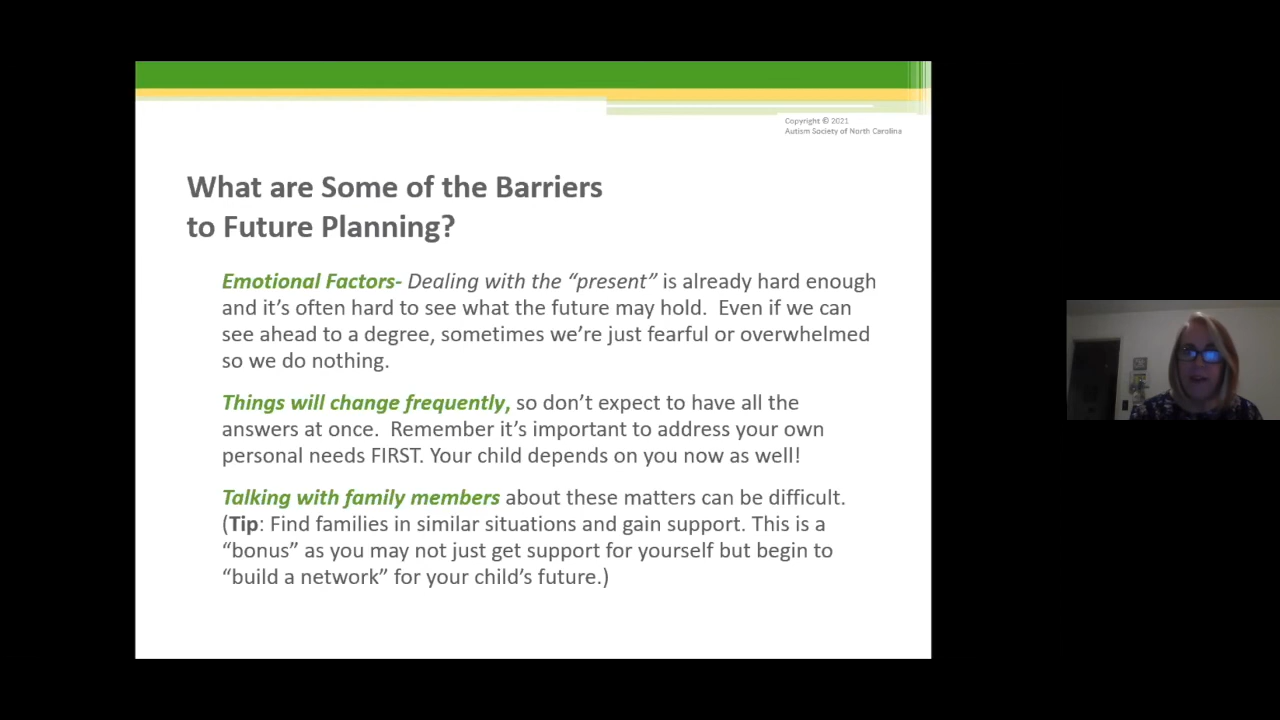 Copyright © 2021
Autism Society of North Carolina
What are Some of the Barriers
to Future Planning?
Emotional Factors- Dealing with the “present” is already hard enough
and it’s often hard to see what the future may hold.  Even if we can
see ahead to a degree, sometimes we’re just fearful or overwhelmed
so we do nothing.
Things will change frequently, so don’t expect to have all the
answers at once.  Remember it’s important to address your own
personal needs FIRST. Your child depends on you now as well!
Talking with family members about these matters can be difficult.
(Tip: Find families in similar situations and gain support. This is a
“bonus” as you may not just get support for yourself but begin to
“build a network” for your child’s future.)